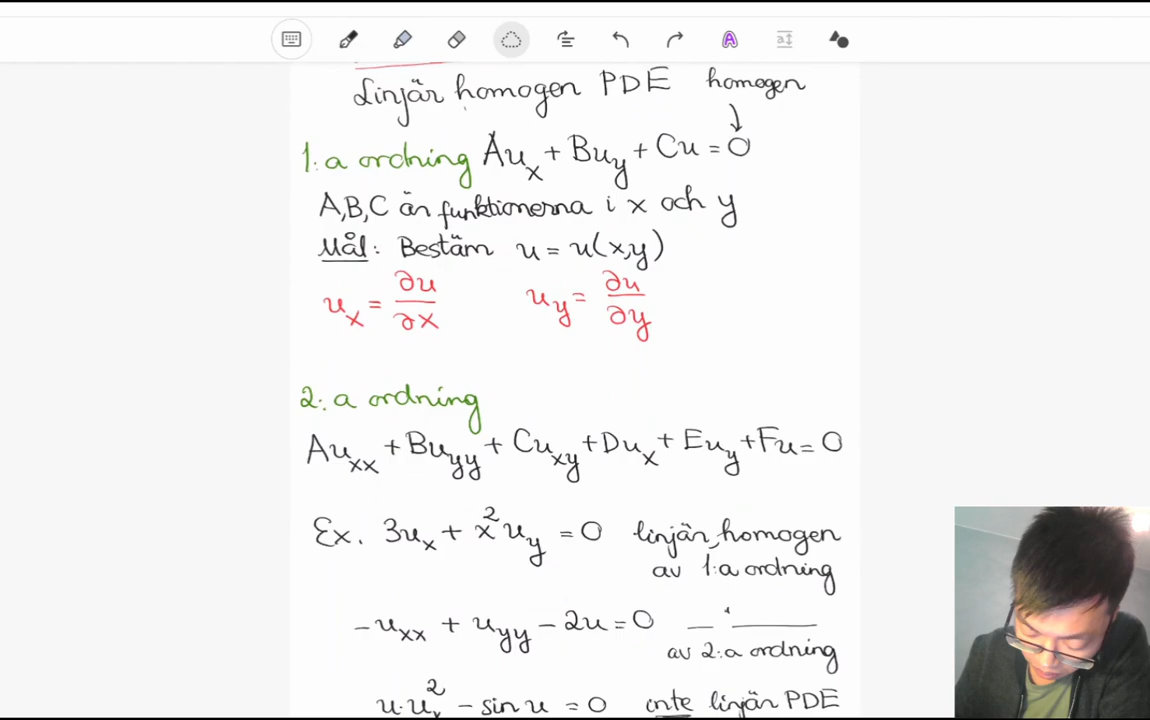 Linjär homogen PDE homogen
↓
1:a ordning Au_x + Bu_y + Cu = 0
A,B,C är funktionerna i x och y
Mål: Bestäm u = u(x,y)
u_x = ∂u/∂x u_y = ∂u/∂y
2:a ordning
Au_xx + Bu_yy + Cu_xy + Du_x + Eu_y + Fu = 0
Ex. 3u_x + x²u_y = 0 linjär, homogen
av 1:a ordning
-u_xx + u_yy - 2u = 0 — " —
av 2:a ordning
u·u_x² - sin u = 0 inte linjär PDE